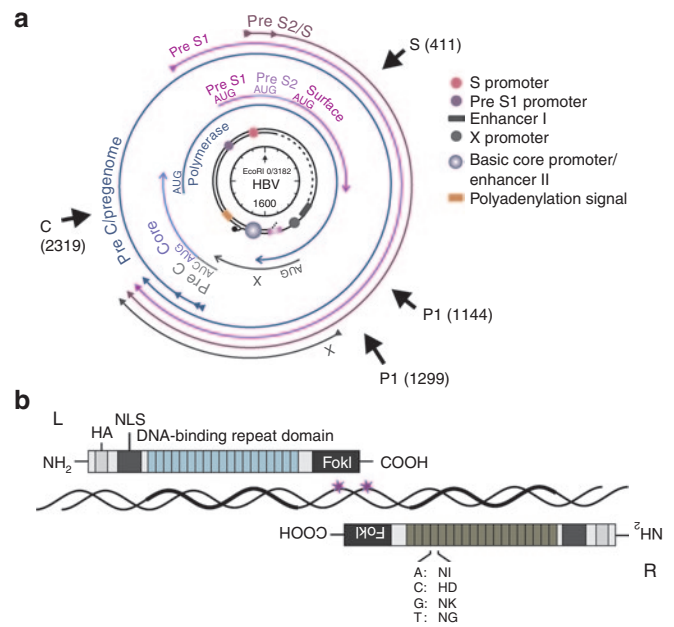 a
Pre S2/S
Pre S1
S (411)
Pre S1
Pre S2
Surface
AUG
AUG
AUG
Polymerase
AUG
EcoRI 0/3182
HBV
1600
S promoter
Pre S1 promoter
Enhancer I
X promoter
Basic core promoter/
enhancer II
Polyadenylation signal
Pre C/pregenome
C
(2319)
Core
Pre C
AUG
AUC
X
AUG
X
P1 (1144)
P1 (1299)
b
L
HA
NLS
DNA-binding repeat domain
NH2
FokI
COOH
COOH
FokI
NH2
R
A: NI
C: HD
G: NK
T: NG